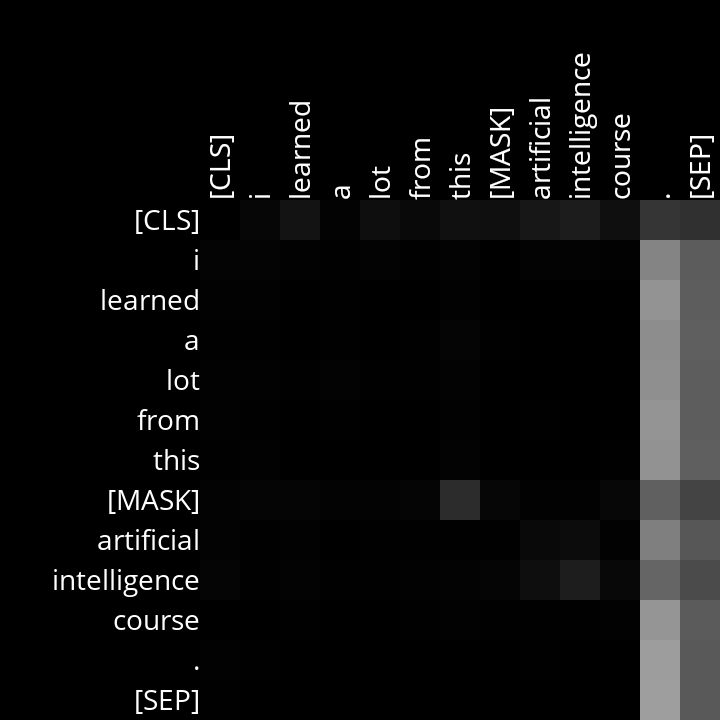 [CLS] i learned a lot from this [MASK] artificial intelligence course . [SEP]
[CLS]
i
learned
a
lot
from
this
[MASK]
artificial
intelligence
course
.
[SEP]